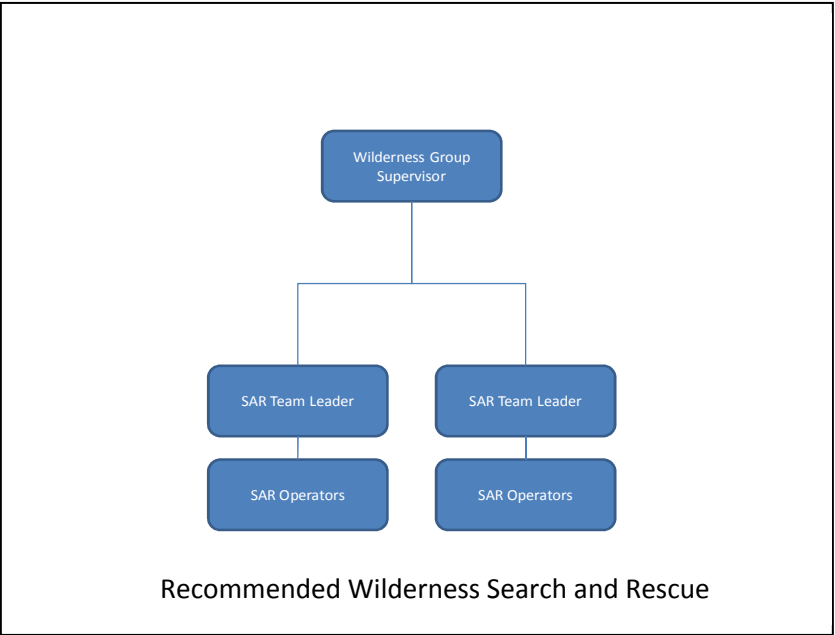 Wilderness Group
Supervisor
SAR Team Leader
SAR Team Leader
SAR Operators
SAR Operators
Recommended Wilderness Search and Rescue